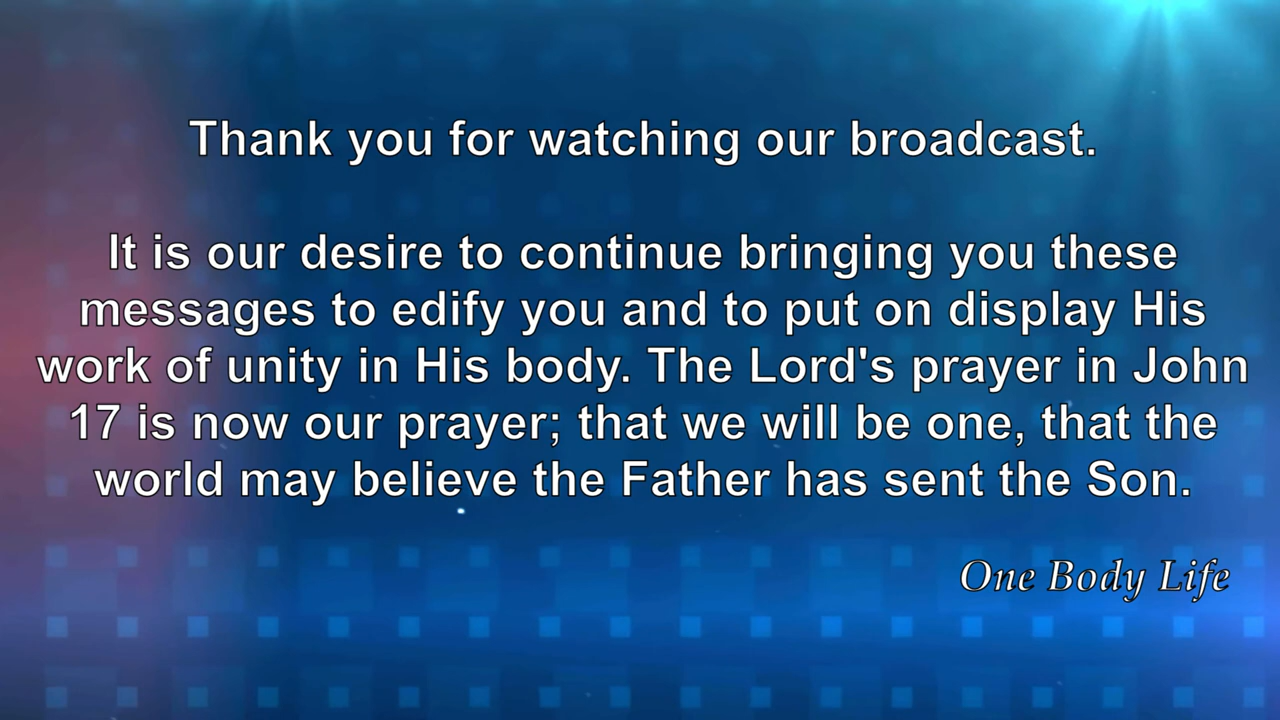 Thank you for watching our broadcast.
It is our desire to continue bringing you these
messages to edify you and to put on display His
work of unity in His body. The Lord's prayer in John
17 is now our prayer; that we will be one, that the
world may believe the Father has sent the Son.
One Body Life